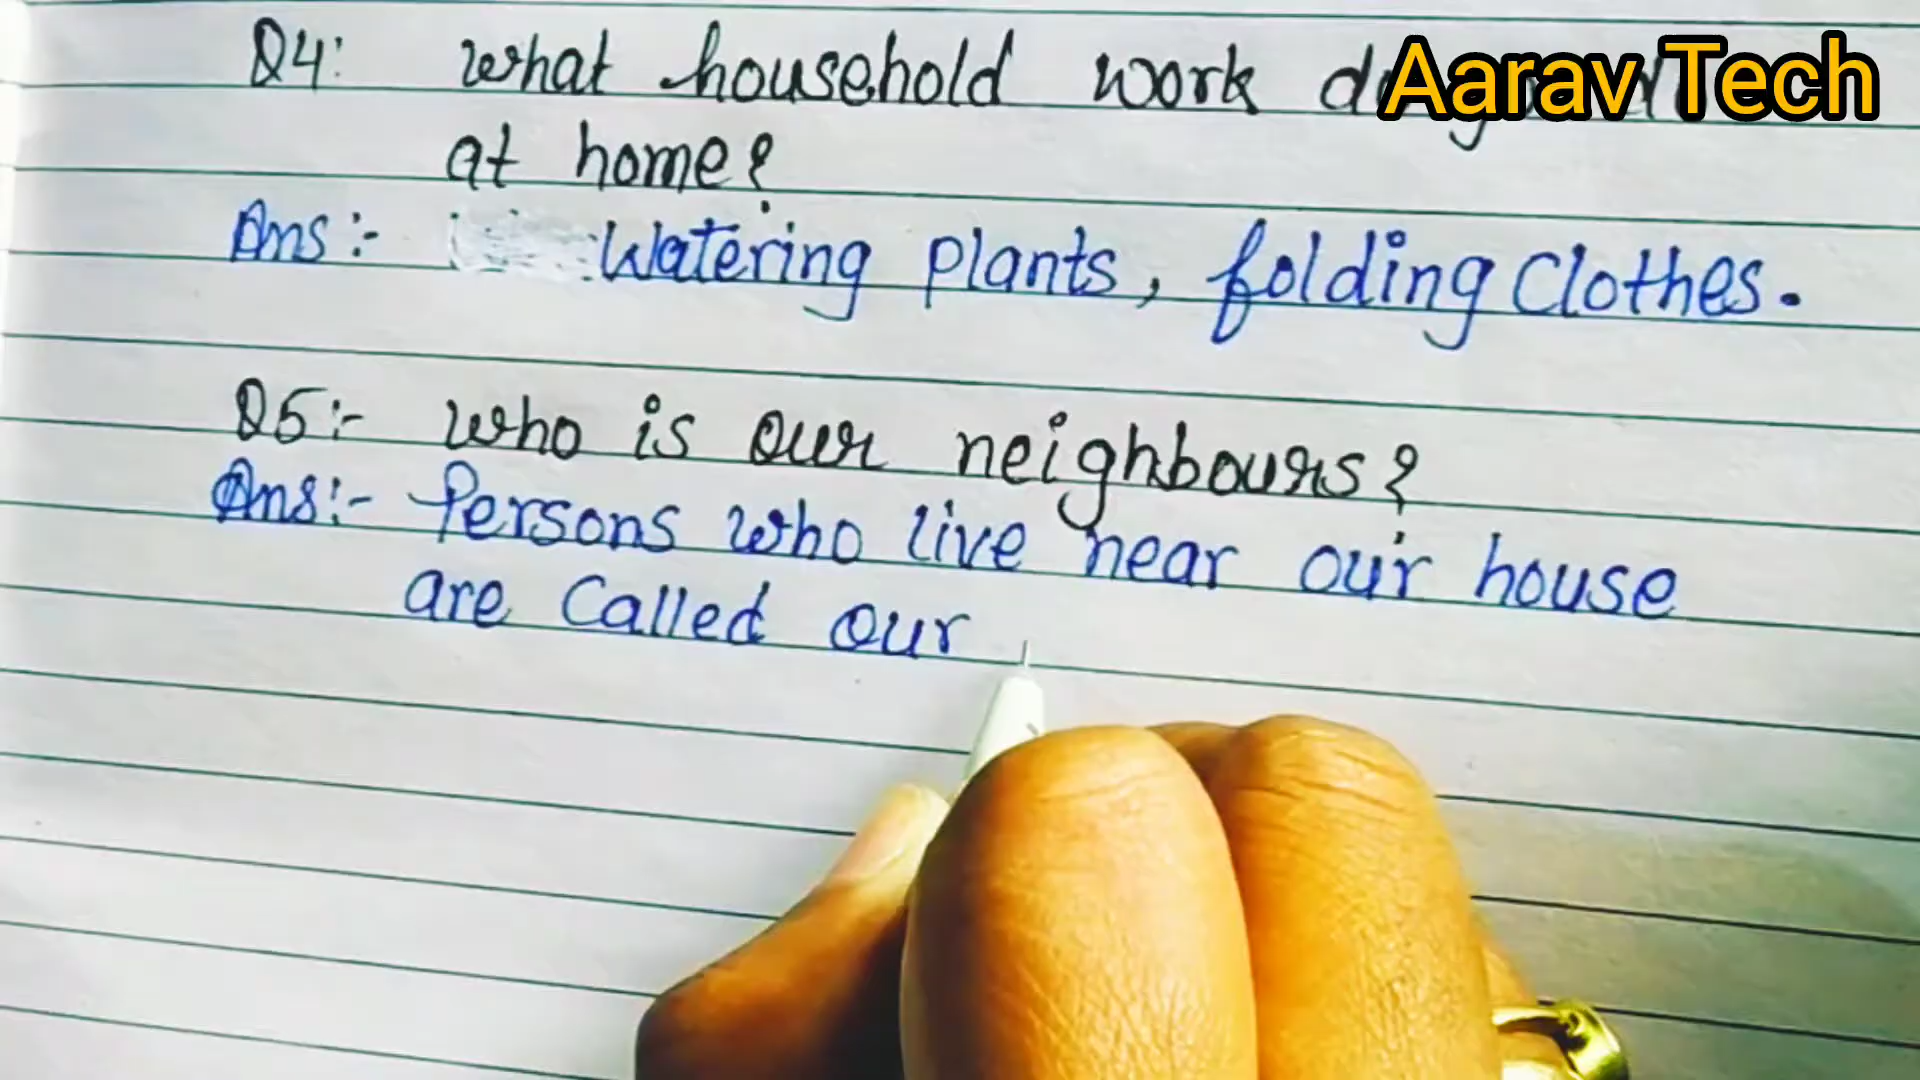 Aarav Tech
Q4: What household work do
at home?
Ans:- Watering plants, folding Clothes.
Q5:- Who is our neighbours?
Ans:- Persons who live near our house
are Called our